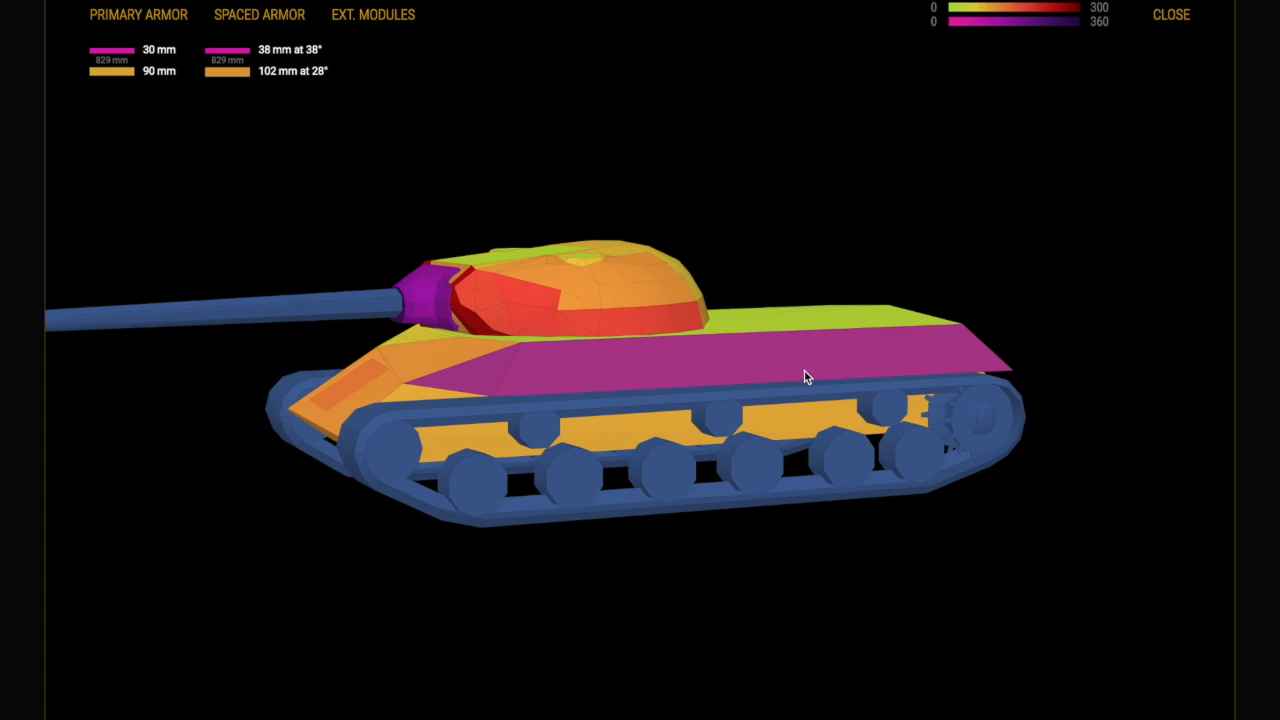 PRIMARY ARMOR SPACED ARMOR EXT. MODULES 0 300
0 360 CLOSE
30 mm 38 mm at 38°
829 mm 829 mm
90 mm 102 mm at 28°